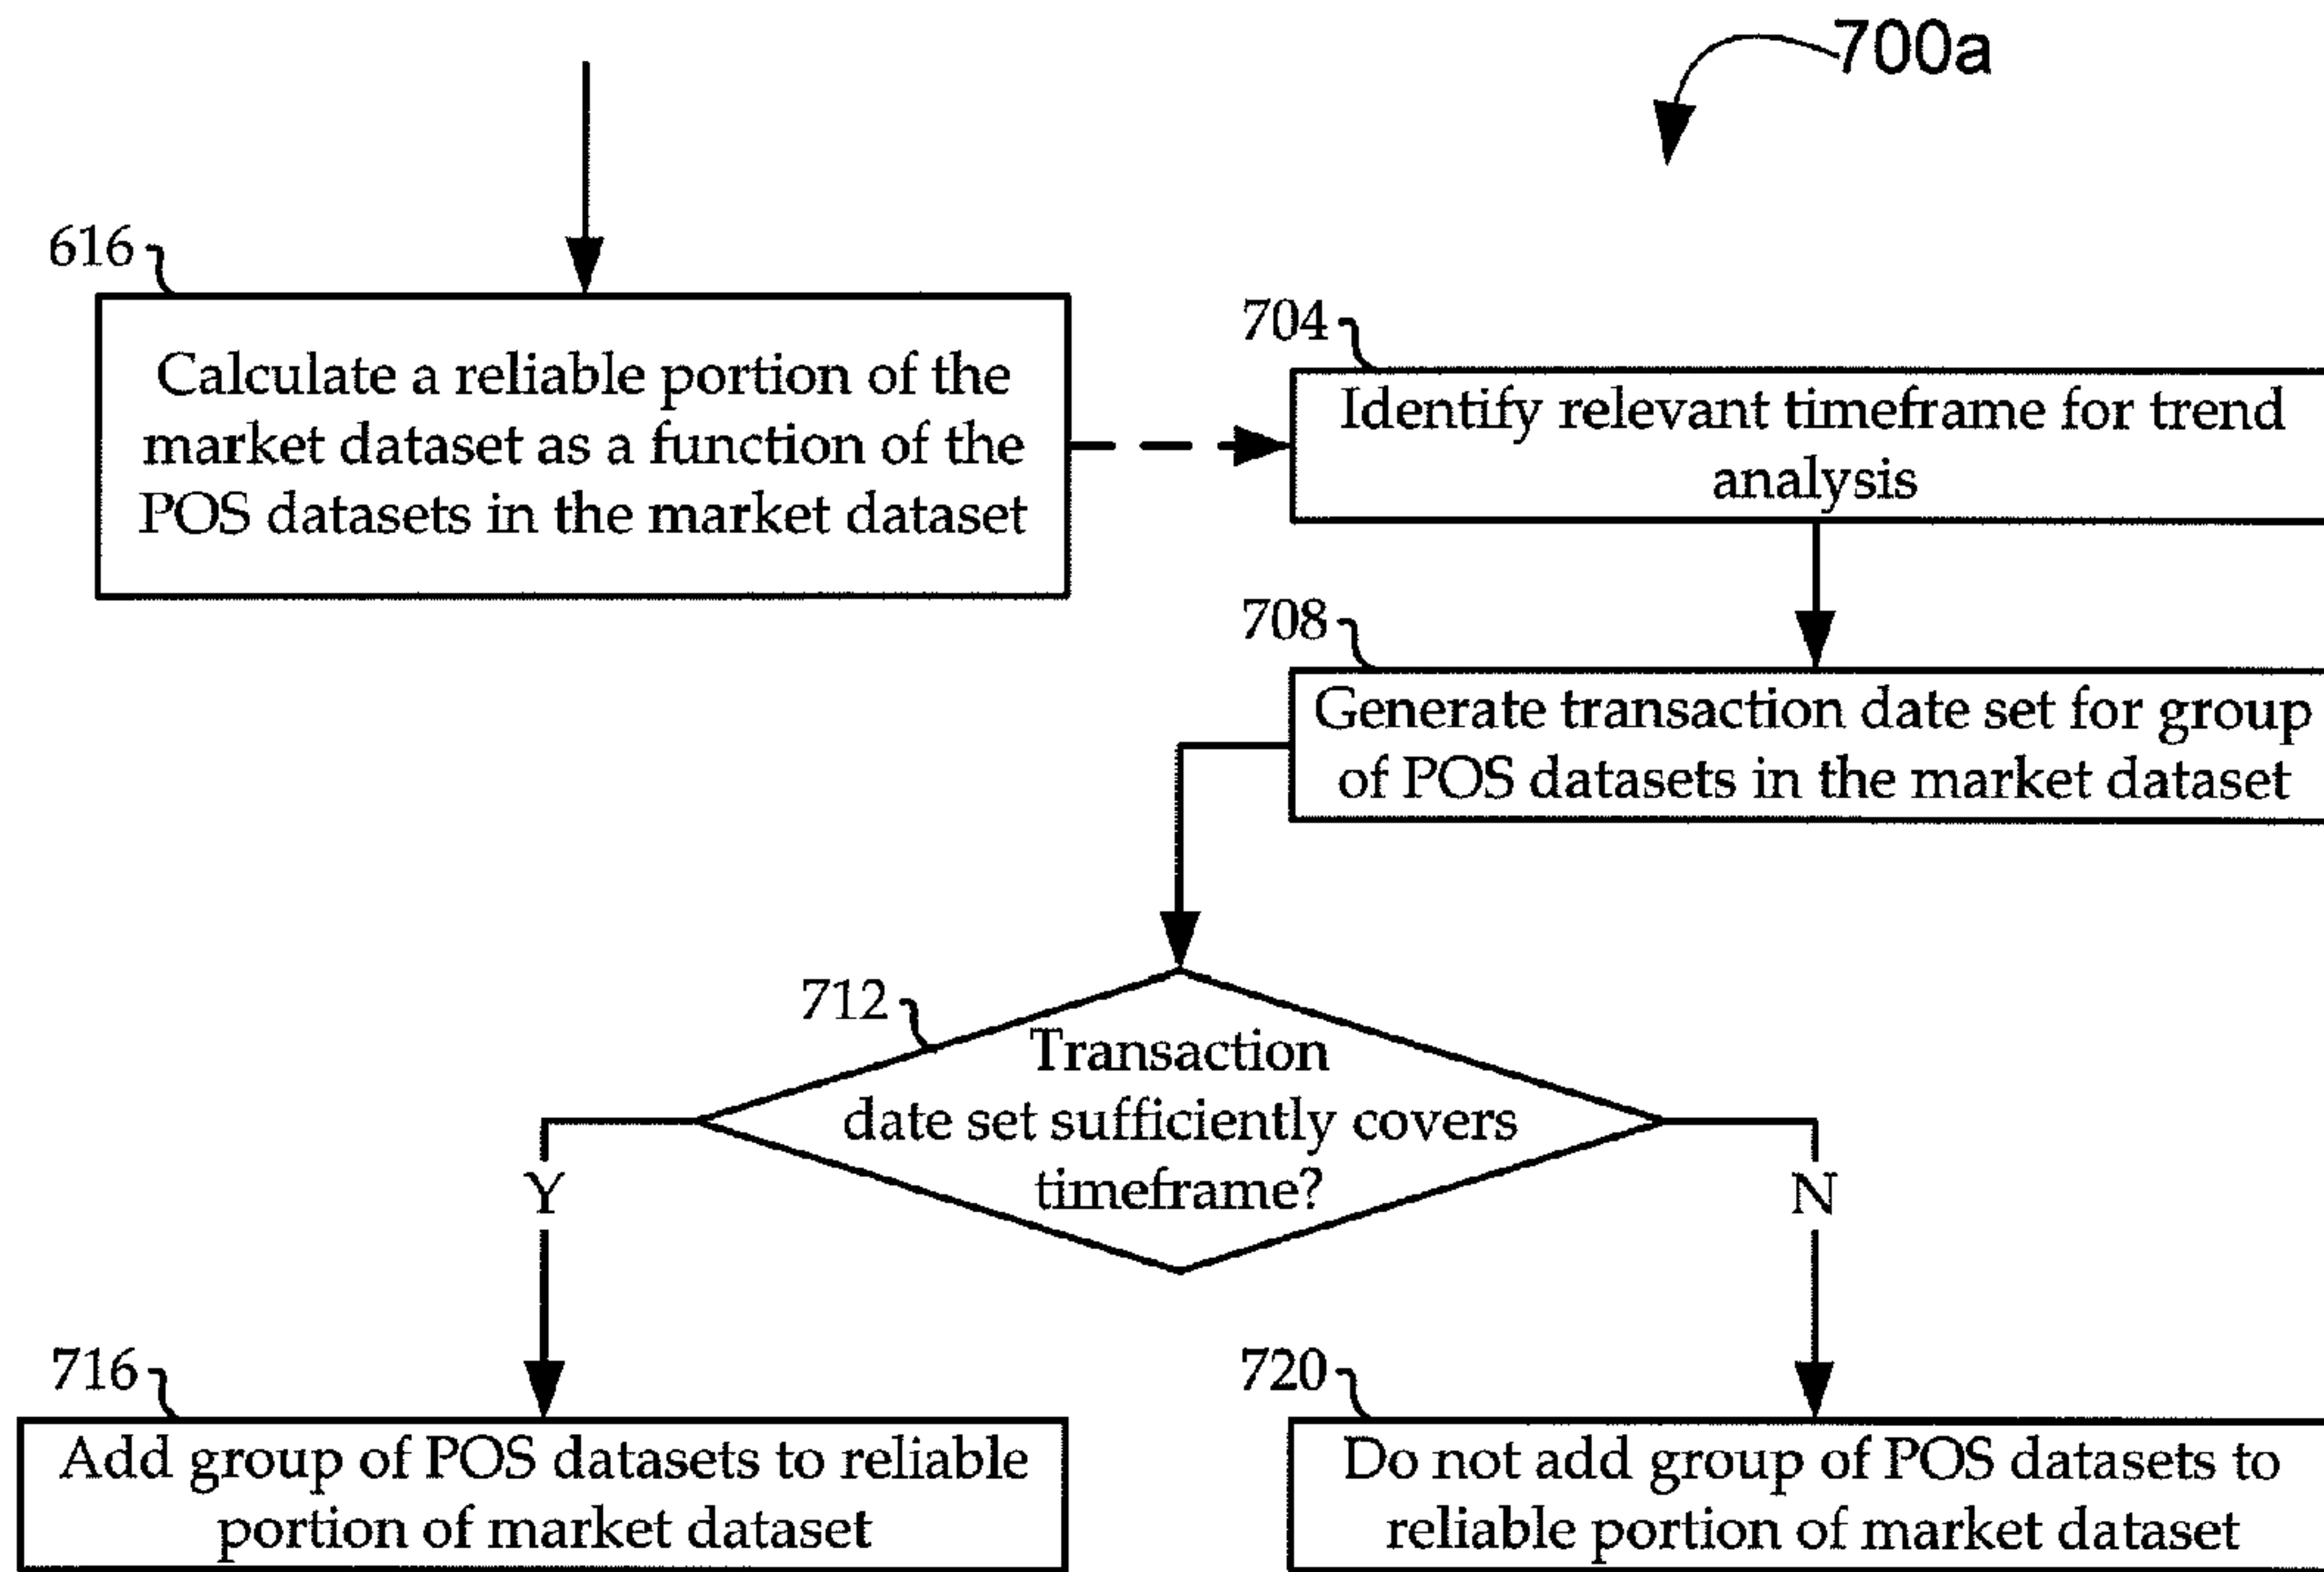 700a
616
Calculate a reliable portion of the
market dataset as a function of the
POS datasets in the market dataset
704
Identify relevant timeframe for trend
analysis
708
Generate transaction date set for group
of POS datasets in the market dataset
712
Transaction
date set sufficiently covers
timeframe?
Y
N
716
Add group of POS datasets to reliable
portion of market dataset
720
Do not add group of POS datasets to
reliable portion of market dataset